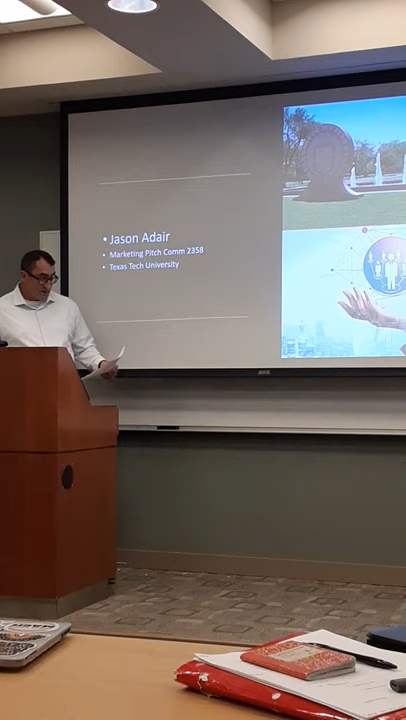 • Jason Adair
• Marketing Pitch Comm 2358
• Texas Tech University